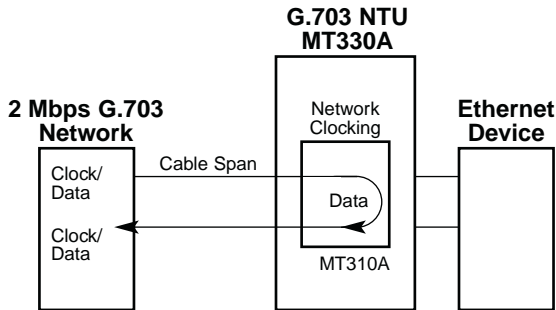 G.703 NTU
MT330A
2 Mbps G.703
Network
Network
Clocking
Ethernet
Device
Clock/
Data
Cable Span
Data
Clock/
Data
MT310A